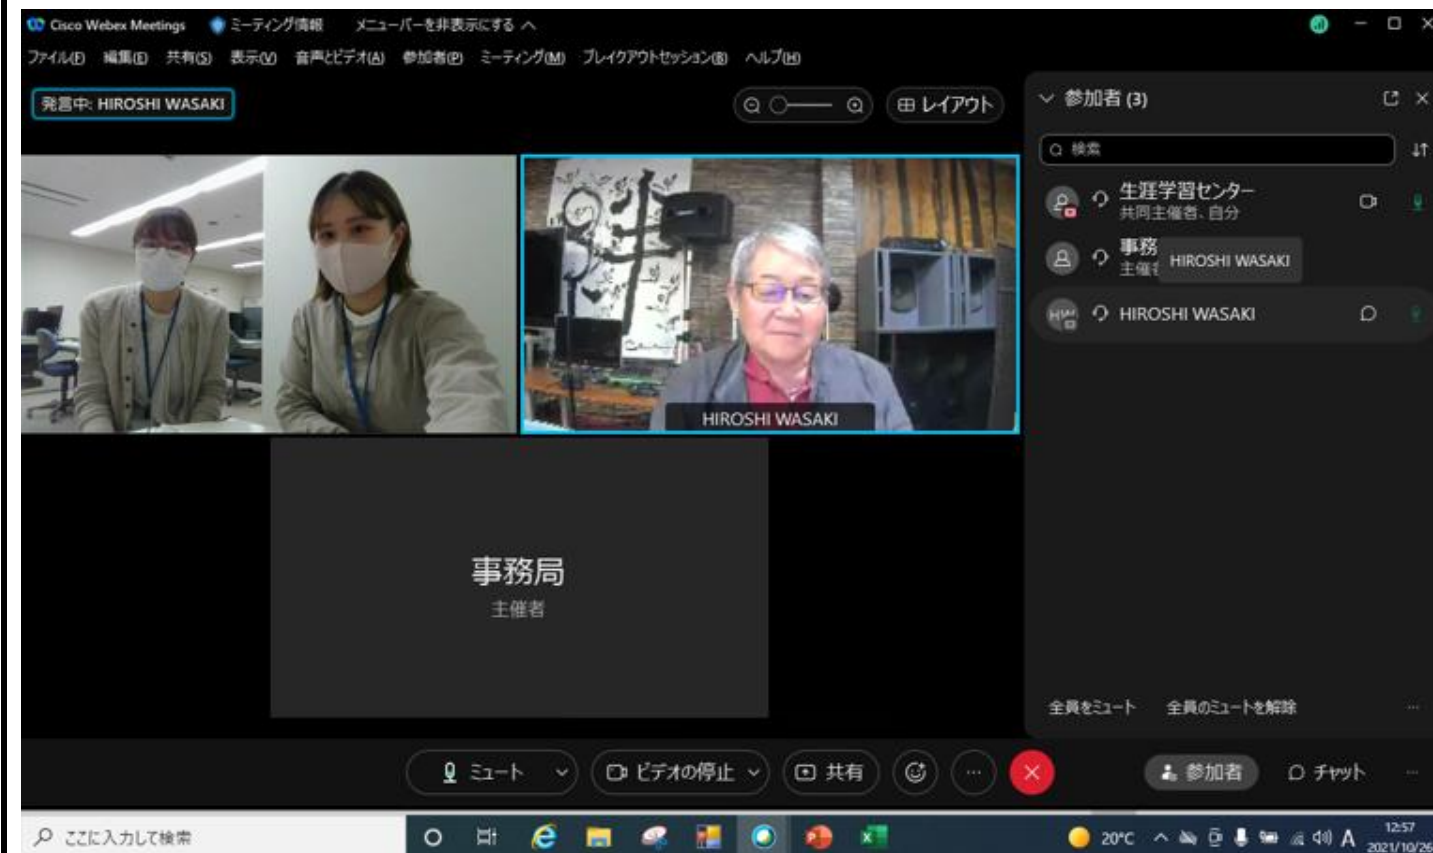 Cisco Webex Meetings ミーティング情報 メニューバーを非表示にする
ファイル(F) 編集(E) 共有(S) 表示(V) 音声とビデオ(A) 参加者(P) ミーティング(M) ブレイクアウトセッション(B) ヘルプ(H)
発言中: HIROSHI WASAKI
レイアウト
HIROSHI WASAKI
事務局
主催者
参加者 (3)
検索
生涯学習センター
共同主催者、自分
事務
主催
HIROSHI WASAKI
HW HIROSHI WASAKI
全員をミュート 全員のミュートを解除
ミュート ビデオの停止 共有 参加者 チャット
ここに入力して検索
20°C A 12:57
2021/10/26